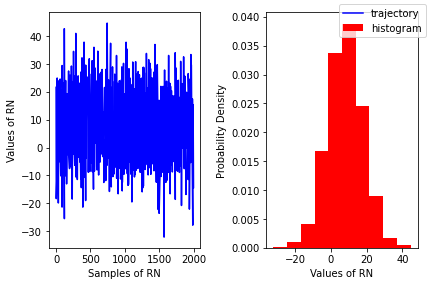 trajectory
histogram
40
30
20
10
0
−10
−20
−30
0 500 1000 1500 2000
Samples of RN
Values of RN
0.040
0.035
0.030
0.025
0.020
0.015
0.010
0.005
0.000
−20 0 20 40
Values of RN
Probability Density